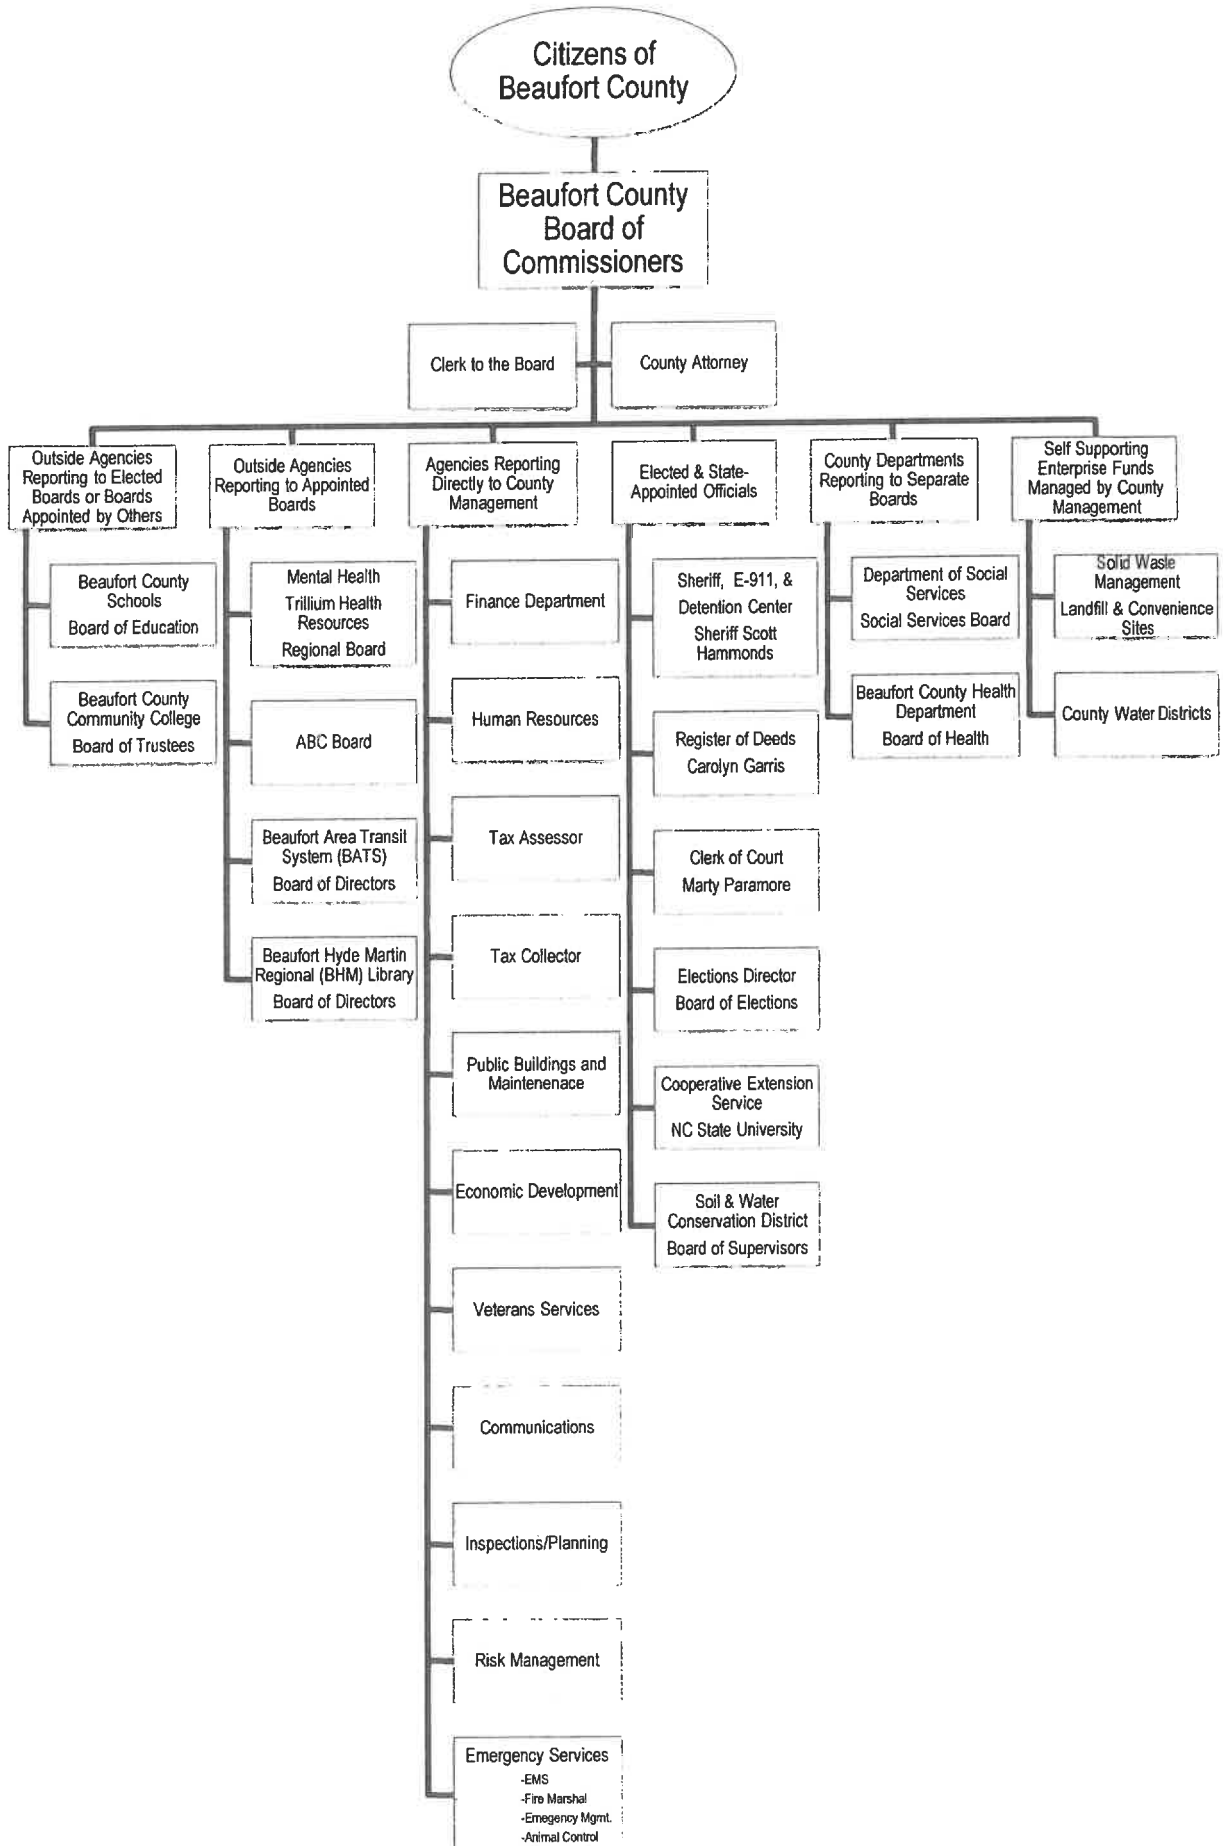 Citizens of
Beaufort County
Beaufort County
Board of
Commissioners
Clerk to the Board
County Attorney
Outside Agencies
Reporting to Elected
Boards or Boards
Appointed by Others
Beaufort County
Schools
Board of Education
Beaufort County
Community College
Board of Trustees
Outside Agencies
Reporting to Appointed
Boards
Mental Health
Trillium Health
Resources
Regional Board
ABC Board
Beaufort Area Transit
System (BATS)
Board of Directors
Beaufort Hyde Martin
Regional (BHM) Library
Board of Directors
Agencies Reporting
Directly to County
Management
Finance Department
Human Resources
Tax Assessor
Tax Collector
Public Buildings and
Maintenenace
Economic Development
Veterans Services
Communications
Inspections/Planning
Risk Management
Emergency Services
-EMS
-Fire Marshal
-Emegency Mgmt.
-Animal Control
Elected & State-
Appointed Officials
Sheriff, E-911, &
Detention Center
Sheriff Scott
Hammonds
Register of Deeds
Carolyn Garris
Clerk of Court
Marty Paramore
Elections Director
Board of Elections
Cooperative Extension
Service
NC State University
Soil & Water
Conservation District
Board of Supervisors
County Departments
Reporting to Separate
Boards
Department of Social
Services
Social Services Board
Beaufort County Health
Department
Board of Health
Self Supporting
Enterprise Funds
Managed by County
Management
Solid Waste
Management
Landfill & Convenience
Sites
County Water Districts